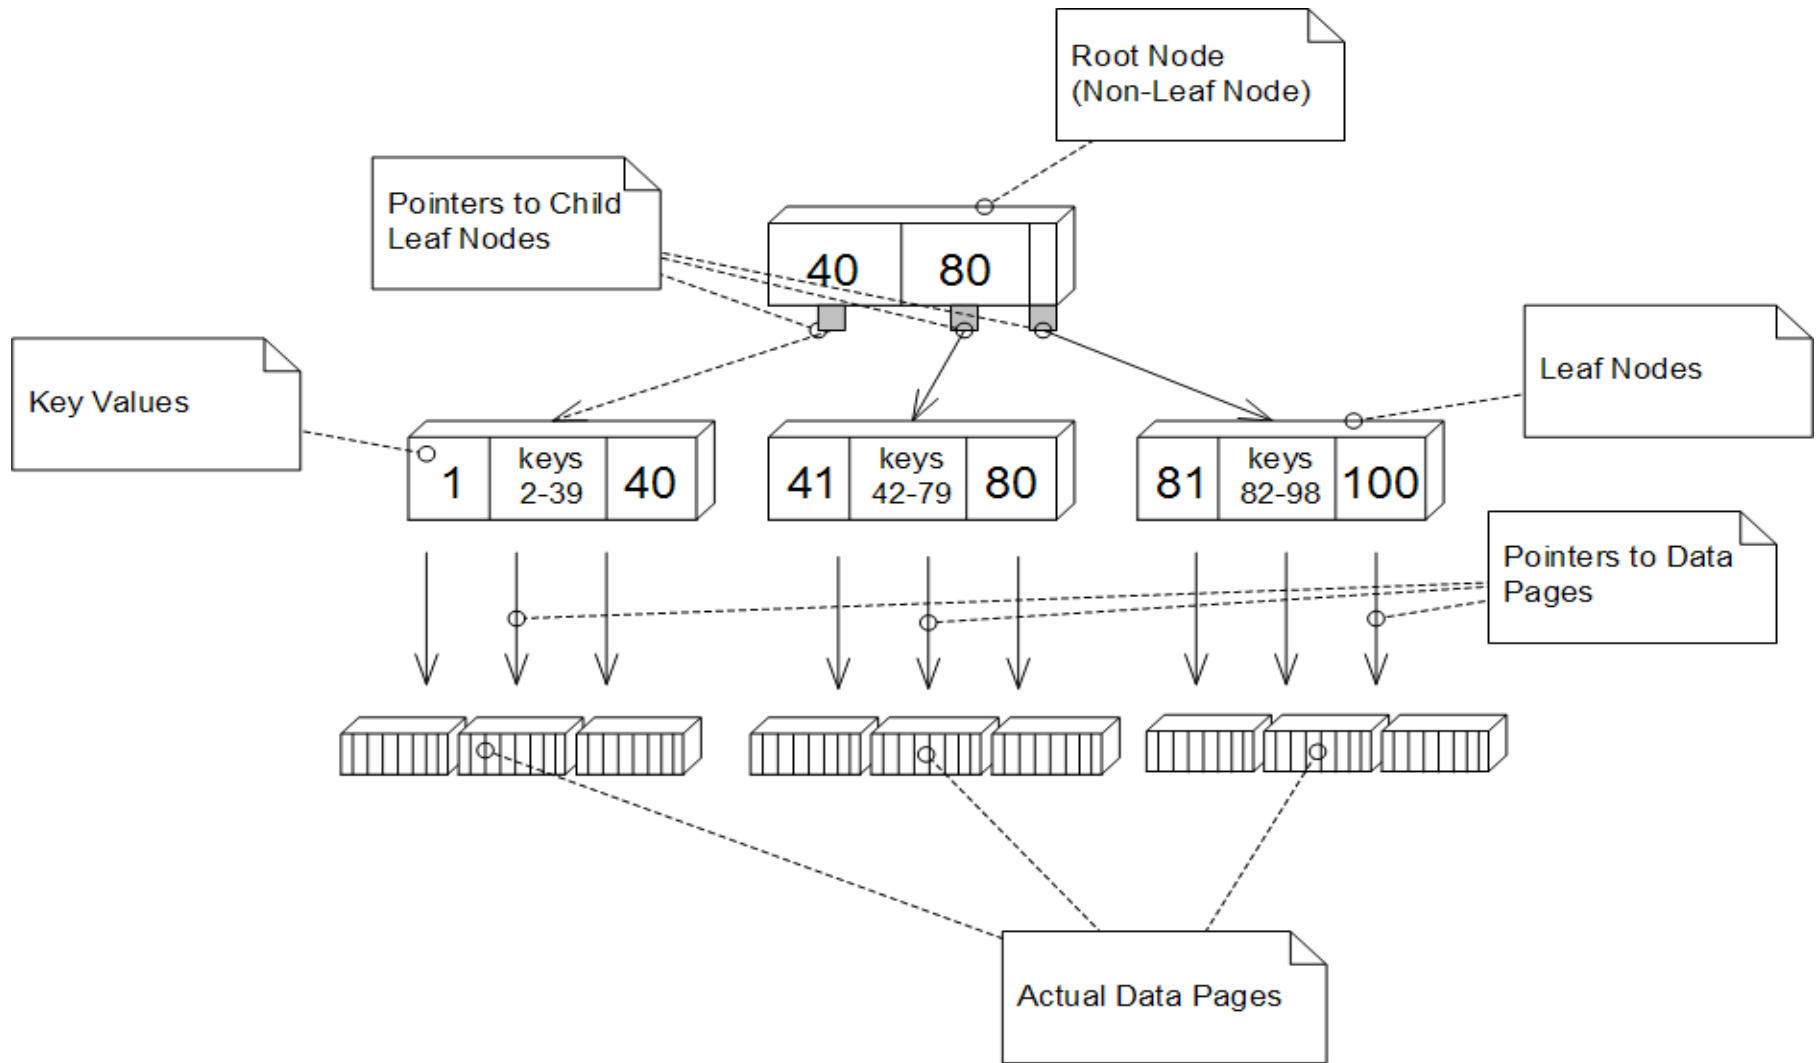 Root Node
(Non-Leaf Node)
Pointers to Child
Leaf Nodes
40 80
Key Values
Leaf Nodes
1 keys 2-39 40
41 keys 42-79 80
81 keys 82-98 100
Pointers to Data
Pages
Actual Data Pages